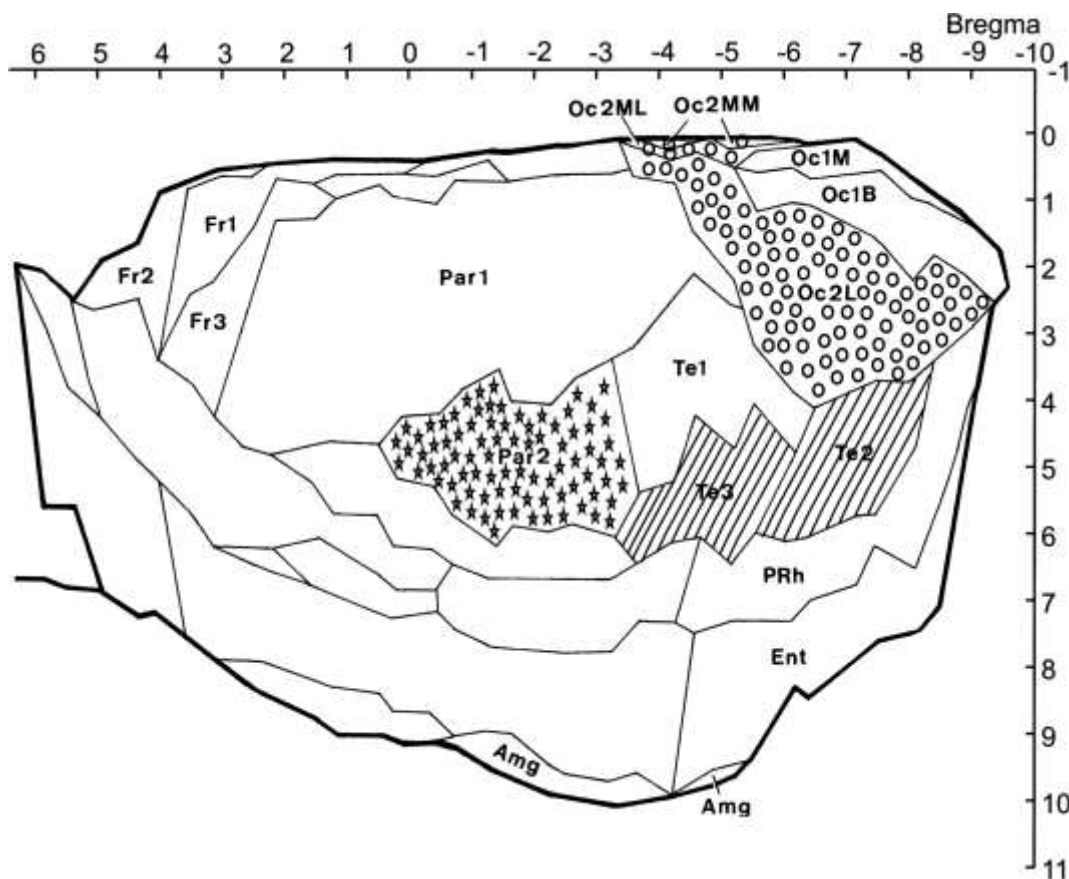 Bregma
6 5 4 3 2 1 0 -1 -2 -3 -4 -5 -6 -7 -8 -9 -10
-1
Oc2ML Oc2MM
0
Oc1M
Oc1B
1
Fr1
Fr2 Par1 Oc2L 2
Fr3 3
Te1
4
Par2 Te2
5
Te3
6
PRh
7
Ent
8
9
Amg
Amg 10
11